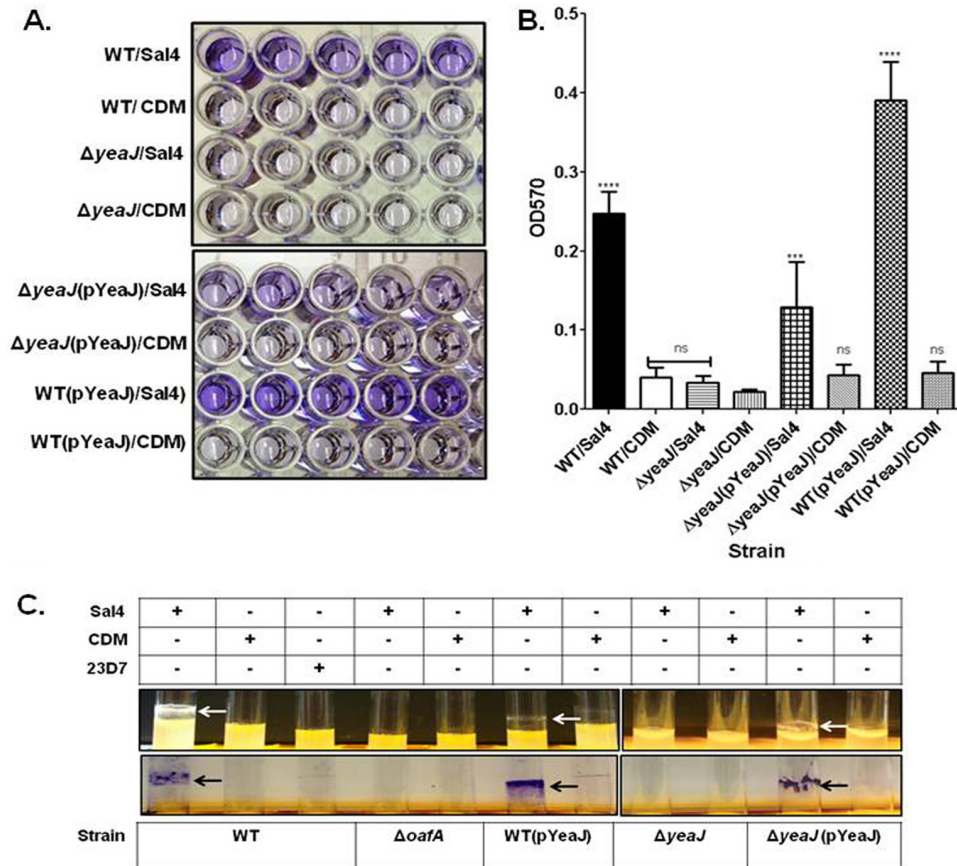 A.
WT/Sal4
WT/ CDM
ΔyeaJ/Sal4
ΔyeaJ/CDM
ΔyeaJ(pYeaJ)/Sal4
ΔyeaJ(pYeaJ)/CDM
WT(pYeaJ)/Sal4)
WT(pYeaJ)/CDM)
B.
OD570
0.5
0.4
0.3
0.2
0.1
0.0
****
ns
***
ns
****
ns
WT/Sal4
WT/CDM
ΔyeaJ/Sal4
ΔyeaJ/CDM
ΔyeaJ(pYeaJ)/Sal4
ΔyeaJ(pYeaJ)/CDM
WT(pYeaJ)/Sal4
WT(pYeaJ)/CDM
Strain
C.
Sal4 + - - + - + - + - + -
CDM - + - - + - + - + - +
23D7 - - + - - - - - - - -
Strain WT ΔoafA WT(pYeaJ) ΔyeaJ ΔyeaJ(pYeaJ)